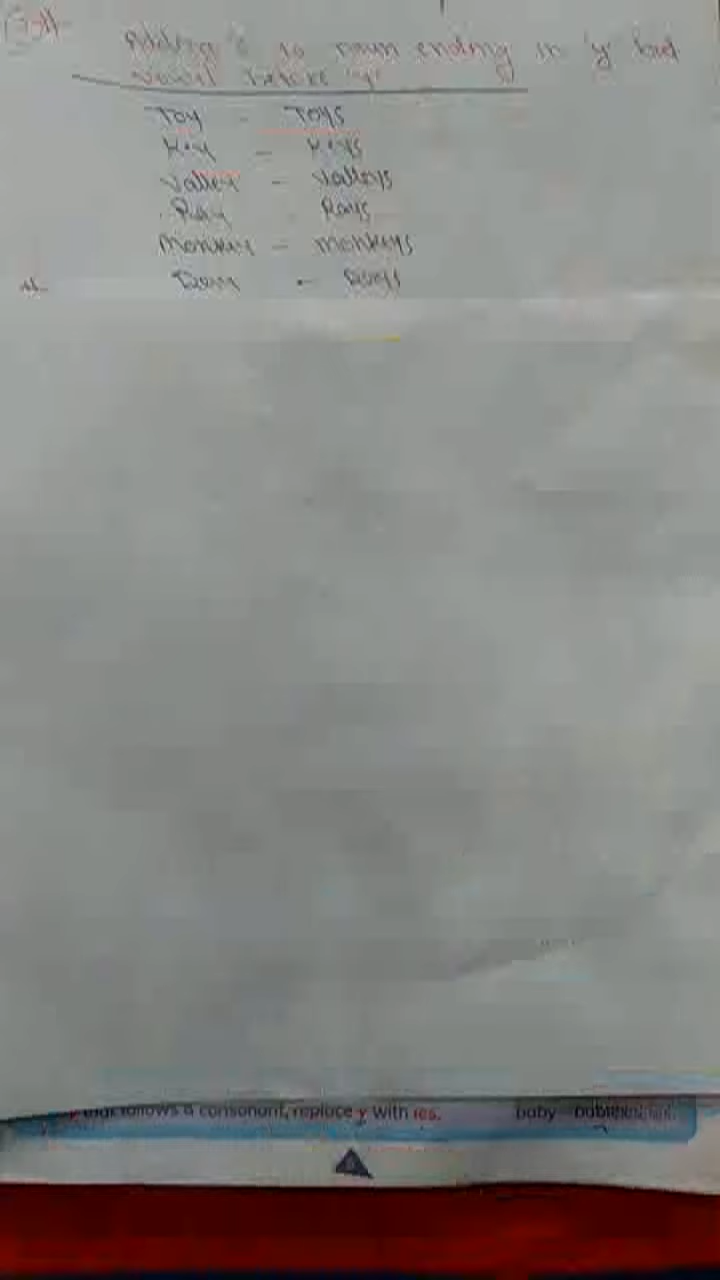 Adding 's' to noun ending in 'y' but
vowel before 'y'
Toy - Toys
Key - Keys
Valley - Valleys
Ray Rays
Monkey - monkeys
that follows a consonant, replace y with ies. baby